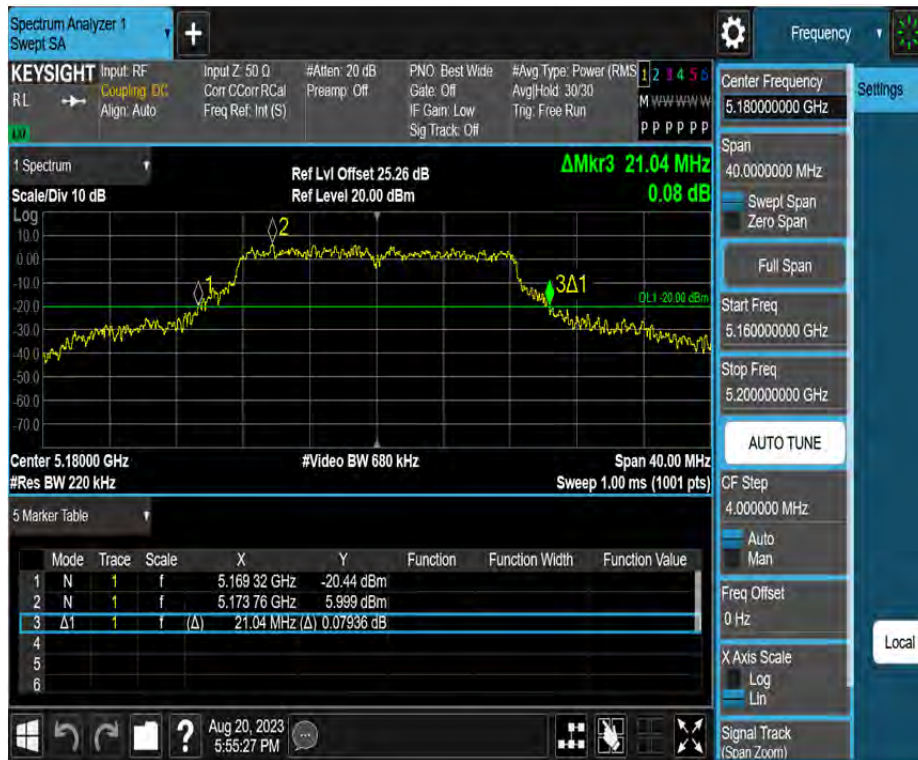 Spectrum Analyzer 1
Swept SA
+
Frequency
KEYSIGHT
RL
LXI
Input: RF
Coupling: DC
Align: Auto
Input Z: 50 Ω
Corr CCorr RCal
Freq Ref: Int (S)
#Atten: 20 dB
Preamp: Off
PNO: Best Wide
Gate: Off
IF Gain: Low
Sig Track: Off
#Avg Type: Power (RMS
Avg|Hold: 30/30
Trig: Free Run
1 2 3 4 5 6
M W W W W W
P P P P P P
1 Spectrum
Scale/Div 10 dB
Ref Lvl Offset 25.26 dB
Ref Level 20.00 dBm
ΔMkr3 21.04 MHz
0.08 dB
Log
10.0
0.00
-10.0
-20.0
-30.0
-40.0
-50.0
-60.0
-70.0
2
1
3Δ1
DL1 -20.00 dBm
Center 5.18000 GHz
#Video BW 680 kHz
Span 40.00 MHz
#Res BW 220 kHz
Sweep 1.00 ms (1001 pts)
5 Marker Table
Mode Trace Scale X Y Function Function Width Function Value
1 N 1 f 5.169 32 GHz -20.44 dBm
2 N 1 f 5.173 76 GHz 5.999 dBm
3 Δ1 1 f (Δ) 21.04 MHz (Δ) 0.07936 dB
4
5
6
?
Aug 20, 2023
5:55:27 PM
Center Frequency
5.180000000 GHz
Settings
Span
40.0000000 MHz
Swept Span
Zero Span
Full Span
Start Freq
5.160000000 GHz
Stop Freq
5.200000000 GHz
AUTO TUNE
CF Step
4.000000 MHz
Auto
Man
Freq Offset
0 Hz
Local
X Axis Scale
Log
Lin
Signal Track
(Span Zoom)